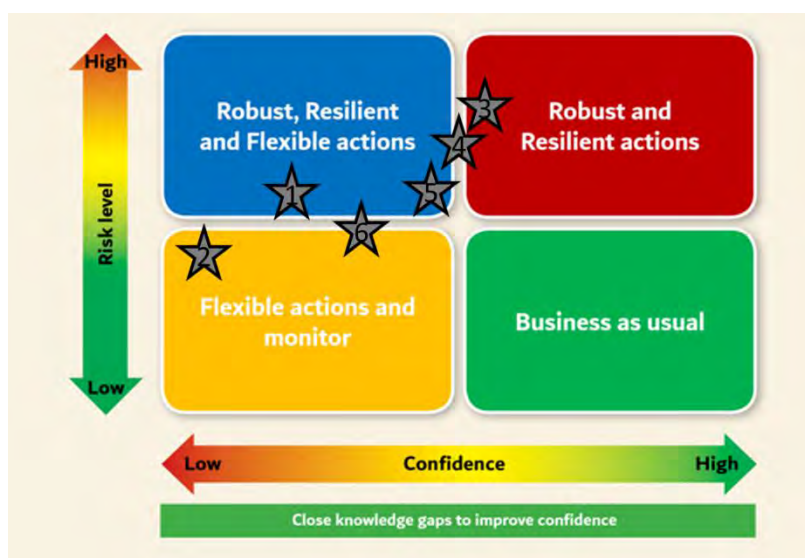 High
Robust, Resilient
and Flexible actions
3
Robust and
Resilient actions
4
1
5
Risk level
6
2
Flexible actions and
monitor
Business as usual
Low
Low
Confidence
High
Close knowledge gaps to improve confidence